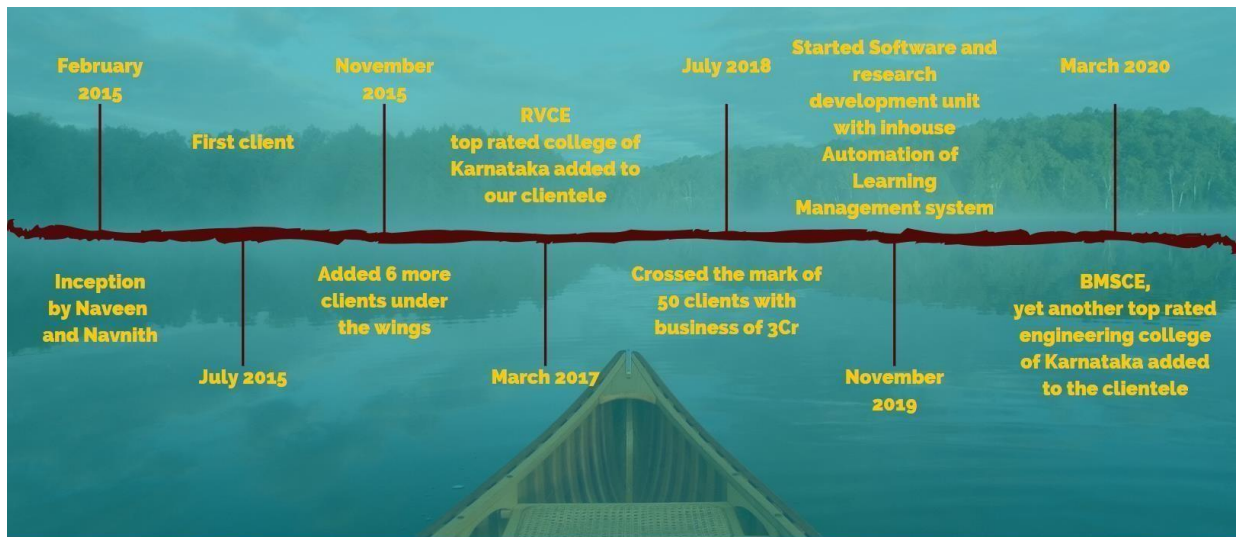 February
2015
Inception
by Naveen
and Navnith
First client
July 2015
November
2015
Added 6 more
clients under
the wings
RVCE
top rated college of
Karnataka added to
our clientele
March 2017
July 2018
Crossed the mark of
50 clients with
business of 3Cr
Started Software and
research
development unit
with inhouse
Automation of
Learning
Management system
November
2019
March 2020
BMSCE,
yet another top rated
engineering college
of Karnataka added
to the clientele